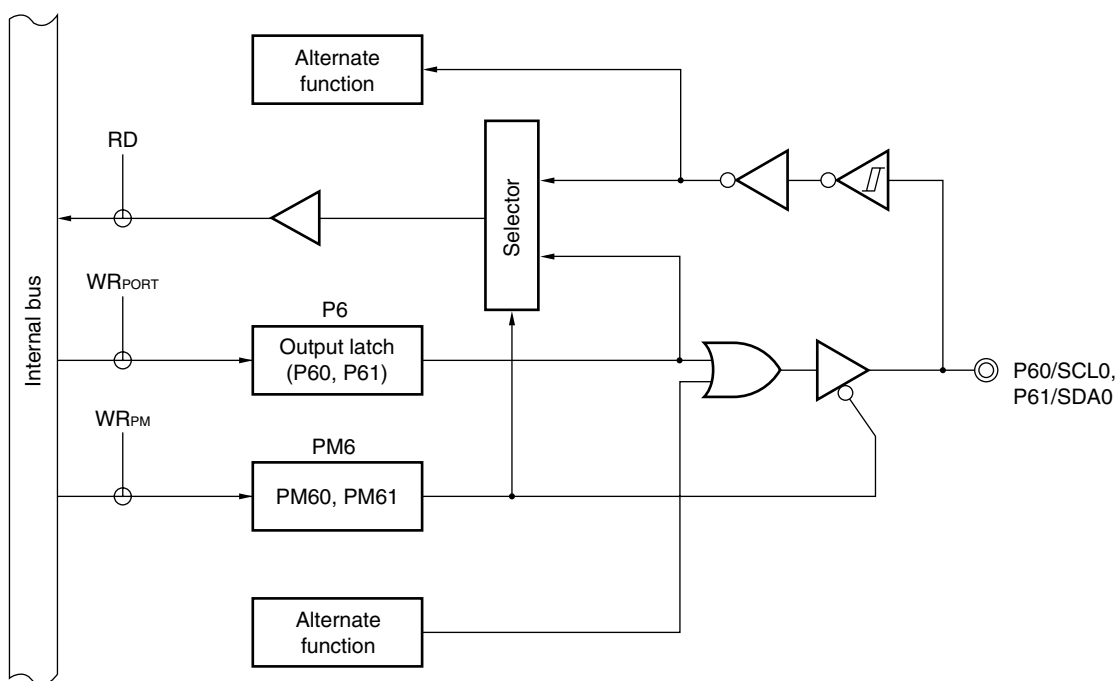 Alternate
function
RD
Selector
Internal bus
WRPORT
P6
Output latch
(P60, P61)
P60/SCL0,
P61/SDA0
WRPM
PM6
PM60, PM61
Alternate
function